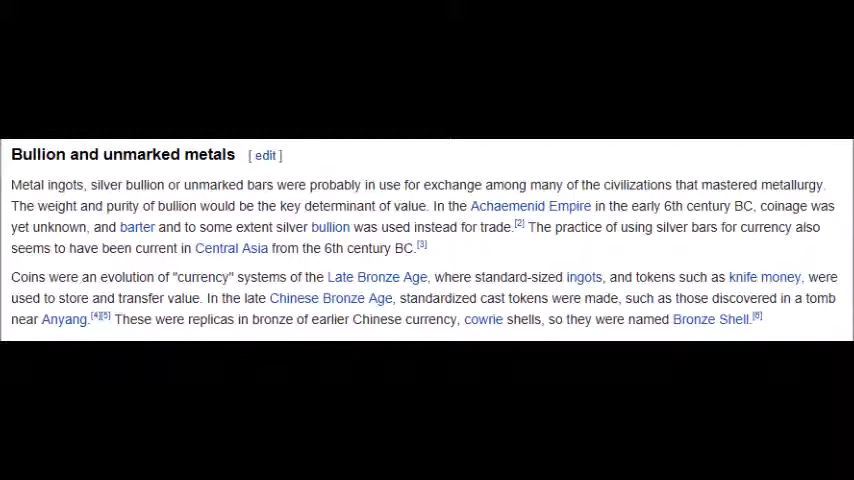 Bullion and unmarked metals [ edit ]
Metal ingots, silver bullion or unmarked bars were probably in use for exchange among many of the civilizations that mastered metallurgy.
The weight and purity of bullion would be the key determinant of value. In the Achaemenid Empire in the early 6th century BC, coinage was
yet unknown, and barter and to some extent silver bullion was used instead for trade.[2] The practice of using silver bars for currency also
seems to have been current in Central Asia from the 6th century BC.[3]
Coins were an evolution of "currency" systems of the Late Bronze Age, where standard-sized ingots, and tokens such as knife money, were
used to store and transfer value. In the late Chinese Bronze Age, standardized cast tokens were made, such as those discovered in a tomb
near Anyang.[4][5] These were replicas in bronze of earlier Chinese currency, cowrie shells, so they were named Bronze Shell.[6]